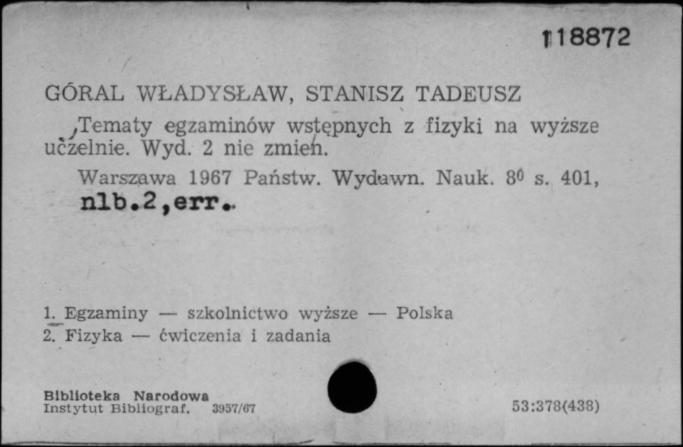 118872
GÓRAL WŁADYSŁAW, STANISZ TADEUSZ
Tematy egzaminów wstępnych z fizyki na wyższe
uczelnie. Wyd. 2 nie zmień.
Warszawa 1967 Państw. Wydawn. Nauk. 8⁰ s. 401,
nlb.2,err.
1. Egzaminy — szkolnictwo wyższe — Polska
2. Fizyka — ćwiczenia i zadania
Biblioteka Narodowa
Instytut Bibliograf. 3957/67
53:378(438)